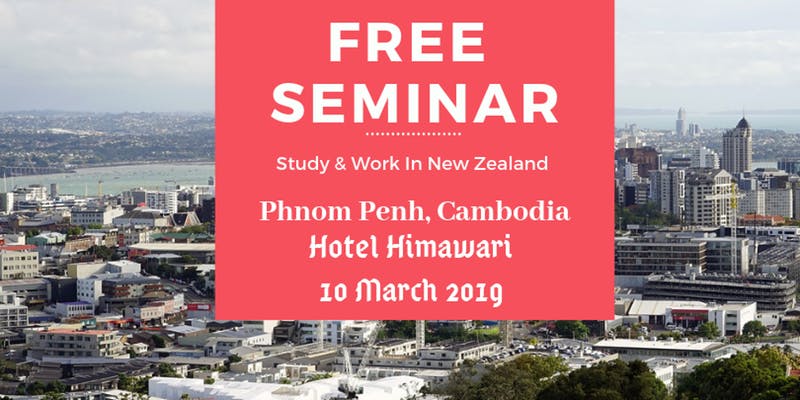 FREE
SEMINAR
Study & Work In New Zealand
Phnom Penh, Cambodia
Hotel Himawari
10 March 2019